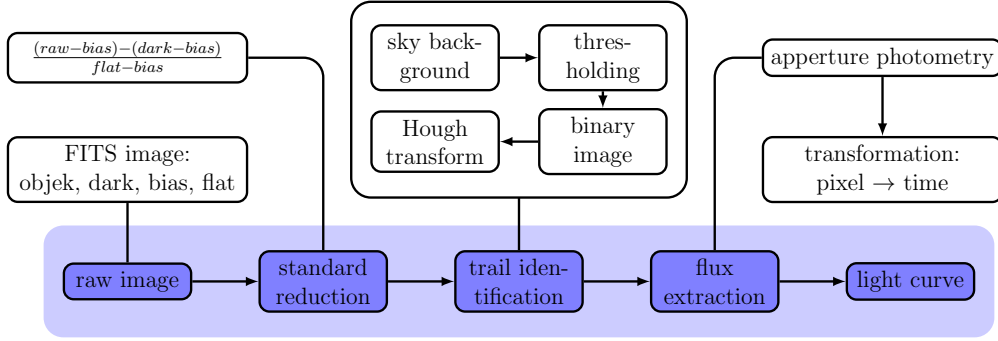 (raw−bias)−(dark−bias)
flat−bias
sky back-
ground
thres-
holding
Hough
transform
binary
image
apperture photometry
transformation:
pixel → time
FITS image:
objek, dark, bias, flat
raw image
standard
reduction
trail iden-
tification
flux
extraction
light curve